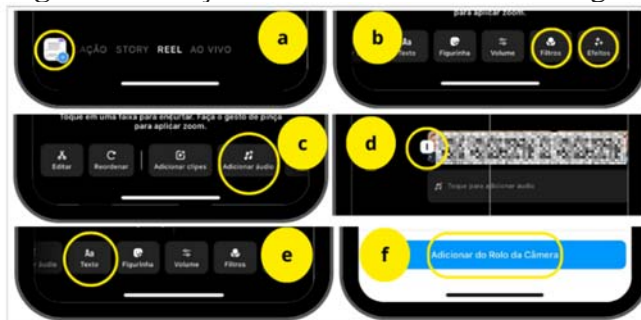 a
AÇÃO STORY REEL AO VIVO
b
para aplicar zoom.
Aa
Texto Figurinha Volume Filtros Efeitos
c
Toque em uma faixa para encurtar. Faça o gesto de pinça
para aplicar zoom.
Editar Reordenar Adicionar clipes Adicionar áudio
d
Toque para adicionar áudio
e
Aa
áudio Texto Figurinha Volume Filtros
f
Adicionar do Rolo da Câmera